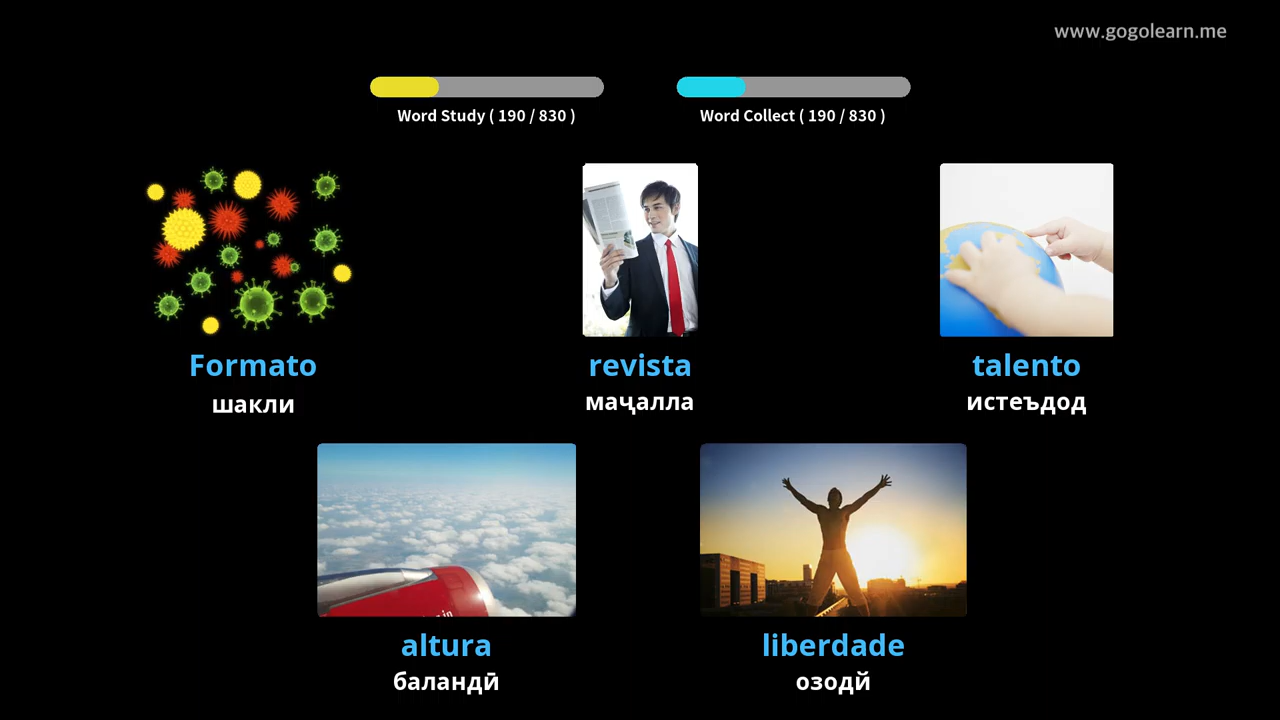 www.gogolearn.me
Word Study ( 190 / 830 )
Word Collect ( 190 / 830 )
Formato
шакли
revista
маҷалла
talento
истеъдод
altura
баландӣ
liberdade
озодӣ